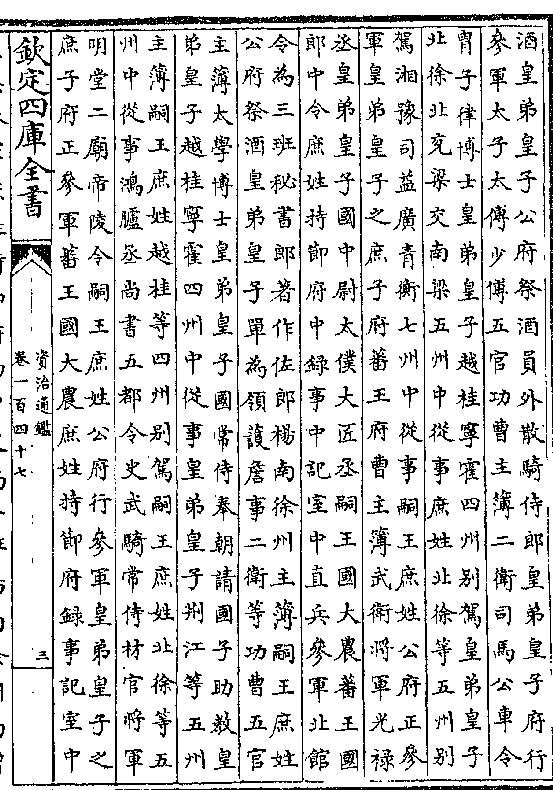 酒皇弟皇子公府祭酒員外散騎侍郎皇弟皇子府行
參軍太子太傅少傅五官功曹主簿二衛司馬公車令
胄子律博士皇弟皇子越桂寧霍四州别駕皇弟皇子
北徐北兖梁交南梁五州中從事庶姓北徐等五州别
駕湘豫司益廣青衡七州中從事嗣王庶姓公府正參
軍皇弟皇子之庶子府蕃王府曹主簿武衛將軍光禄
丞皇弟皇子國中尉太僕大匠丞嗣王國大農蕃王國
郎中令庶姓持節府中録事中記室中直兵參軍北館
令為三班秘書郎著作佐郎楊南徐州主簿嗣王庶姓
公府祭酒皇弟皇子單為領護詹事二衛等功曹五官
主簿太學博士皇弟皇子國常侍奉朝請國子助教皇
弟皇子越桂寧霍四州中從事皇弟皇子荆江等五州
主簿嗣王庶姓越桂等四州别駕嗣王庶姓北徐等五
州中從事鴻臚丞尚書五都令史武騎常侍材官將軍
明堂二廟帝陵令嗣王庶姓公府行參軍皇弟皇子之
庶子府正參軍蕃王國大農庶姓持節府録事記室中
欽定四庫全書
資治通鑑
卷一百四十七
三